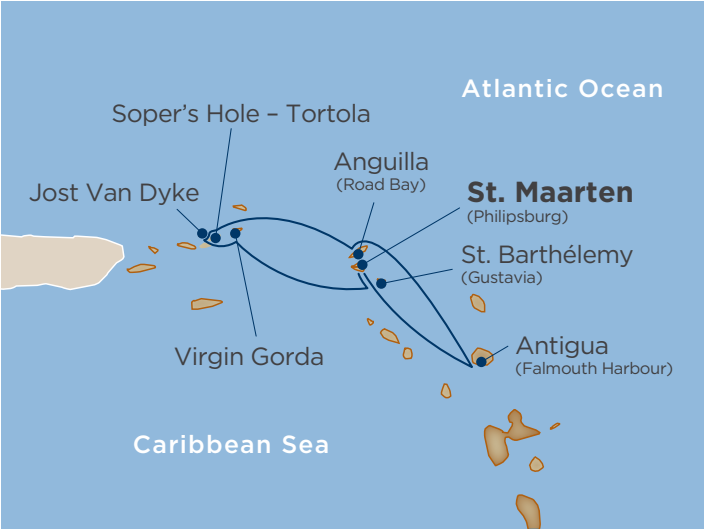 Atlantic Ocean
Soper's Hole – Tortola
Anguilla
(Road Bay)
Jost Van Dyke
St. Maarten
(Philipsburg)
St. Barthélemy
(Gustavia)
Virgin Gorda
Antigua
(Falmouth Harbour)
Caribbean Sea